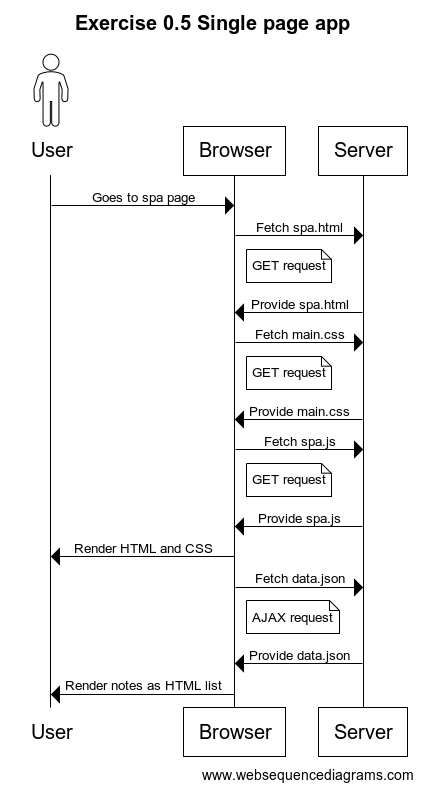 Exercise 0.5 Single page app
User
Browser
Server
Goes to spa page
Fetch spa.html
GET request
Provide spa.html
Fetch main.css
GET request
Provide main.css
Fetch spa.js
GET request
Provide spa.js
Render HTML and CSS
Fetch data.json
AJAX request
Provide data.json
Render notes as HTML list
User
Browser
Server
www.websequencediagrams.com